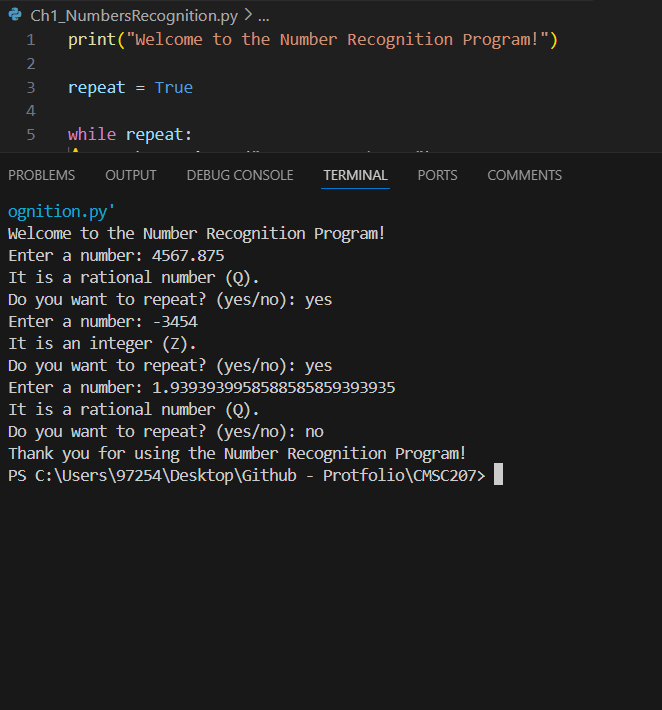 Ch1_NumbersRecognition.py > ...
1 print("Welcome to the Number Recognition Program!")
2
3 repeat = True
4
5 while repeat:
PROBLEMS OUTPUT DEBUG CONSOLE TERMINAL PORTS COMMENTS
ognition.py'
Welcome to the Number Recognition Program!
Enter a number: 4567.875
It is a rational number (Q).
Do you want to repeat? (yes/no): yes
Enter a number: -3454
It is an integer (Z).
Do you want to repeat? (yes/no): yes
Enter a number: 1.9393939958588585859393935
It is a rational number (Q).
Do you want to repeat? (yes/no): no
Thank you for using the Number Recognition Program!
PS C:\Users\97254\Desktop\Github - Protfolio\CMSC207>